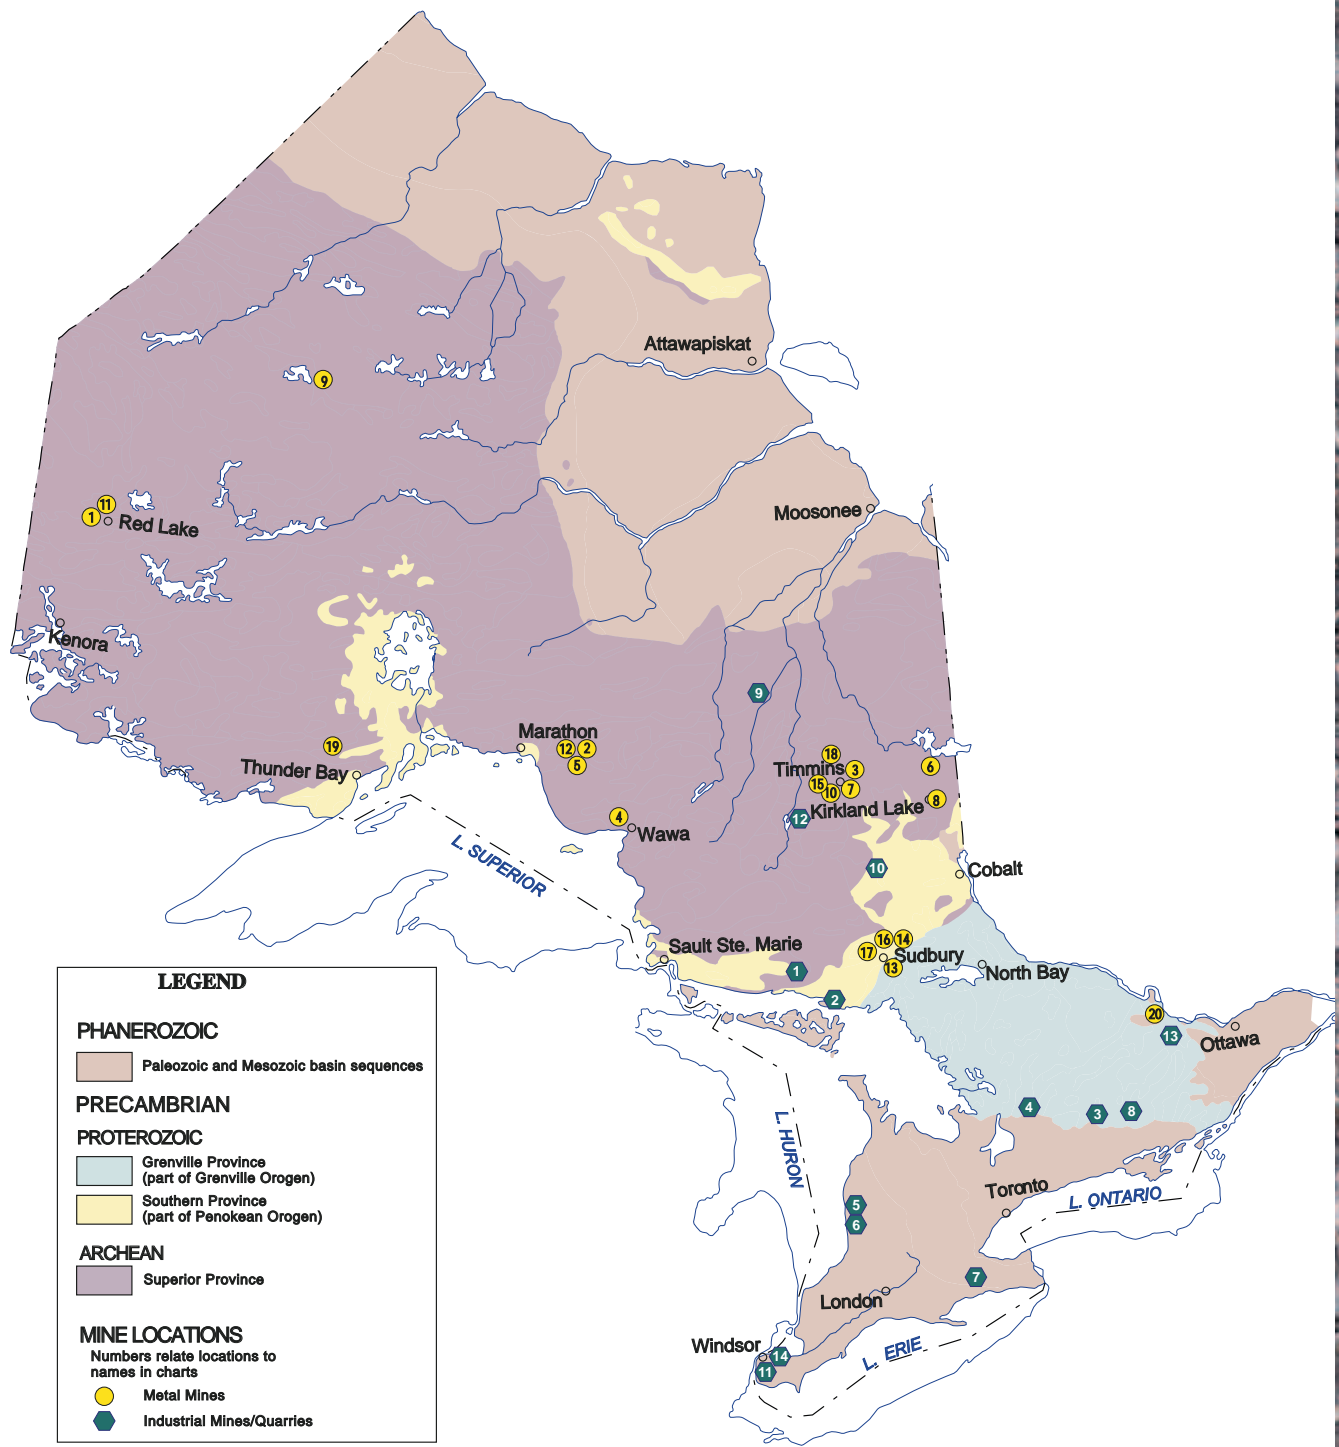 Attawapiskat
9
Moosonee
11
1
Red Lake
Kenora
9
Marathon
12
2
5
19
Thunder Bay
18
Timmins
3
6
15
10
7
8
Kirkland Lake
4
12
Wawa
L. SUPERIOR
10
Cobalt
16
14
17
Sudbury
13
Sault Ste. Marie
1
North Bay
2
20
13
Ottawa
4
3
8
L. HURON
Toronto
L. ONTARIO
5
6
7
London
Windsor
14
11
L. ERIE
LEGEND
PHANEROZOIC
Paleozoic and Mesozoic basin sequences
PRECAMBRIAN
PROTEROZOIC
Grenville Province
(part of Grenville Orogen)
Southern Province
(part of Penokean Orogen)
ARCHEAN
Superior Province
MINE LOCATIONS
Numbers relate locations to
names in charts
Metal Mines
Industrial Mines/Quarries